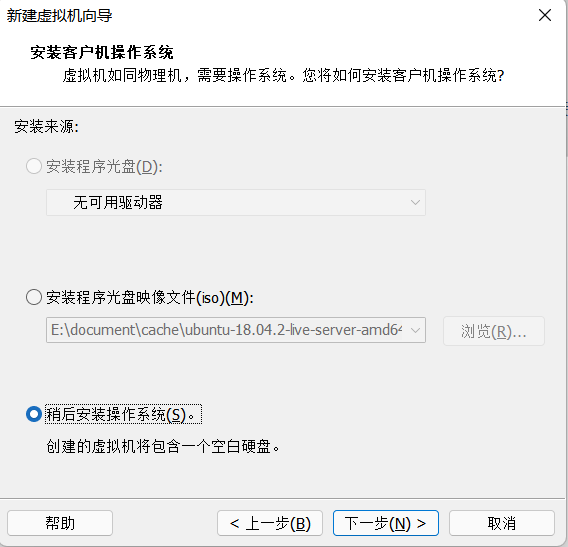 新建虚拟机向导
安装客户机操作系统
虚拟机如同物理机，需要操作系统。您将如何安装客户机操作系统?
安装来源:
安装程序光盘(D):
无可用驱动器
安装程序光盘映像文件(iso)(M):
E:\document\cache\ubuntu-18.04.2-live-server-amd64
浏览(R)...
稍后安装操作系统(S)。
创建的虚拟机将包含一个空白硬盘。
帮助
< 上一步(B)
下一步(N) >
取消